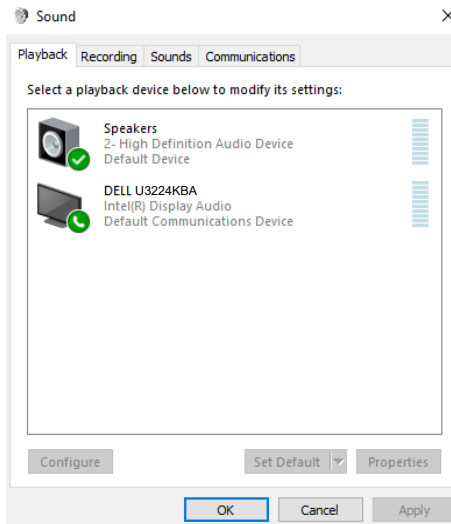 Sound
Playback Recording Sounds Communications
Select a playback device below to modify its settings:
Speakers
2- High Definition Audio Device
Default Device
DELL U3224KBA
Intel(R) Display Audio
Default Communications Device
Configure Set Default Properties
OK Cancel Apply